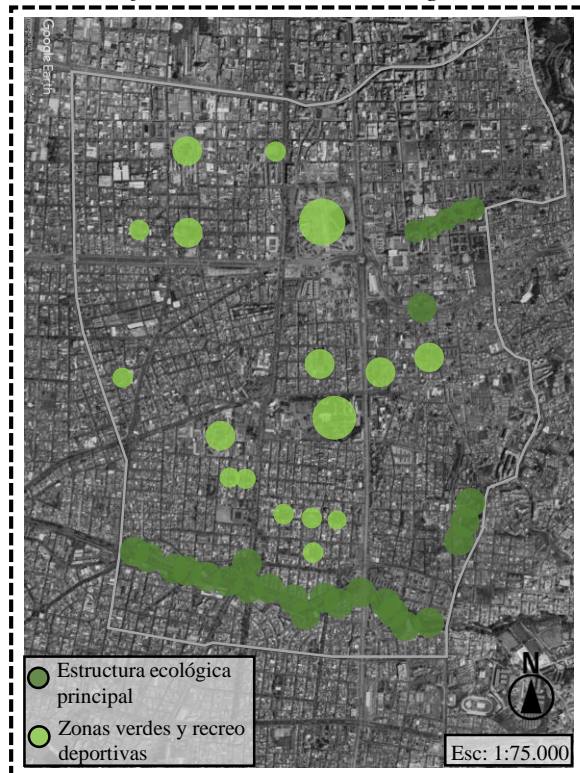 Google Earth
N
Estructura ecológica
principal
Zonas verdes y recreo
deportivas
Esc: 1:75.000